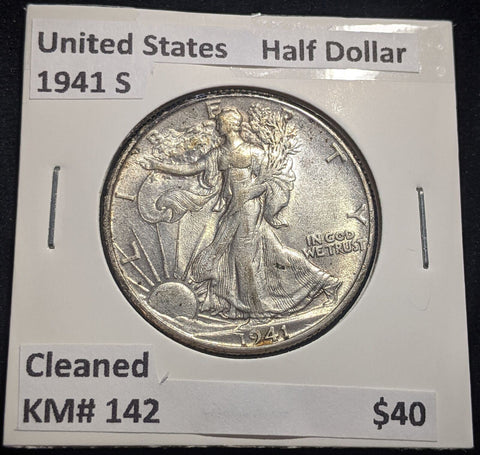 United States Half Dollar
1941 S
LIBERTY
IN GOD
WE TRUST
1941
Cleaned
KM# 142 $40